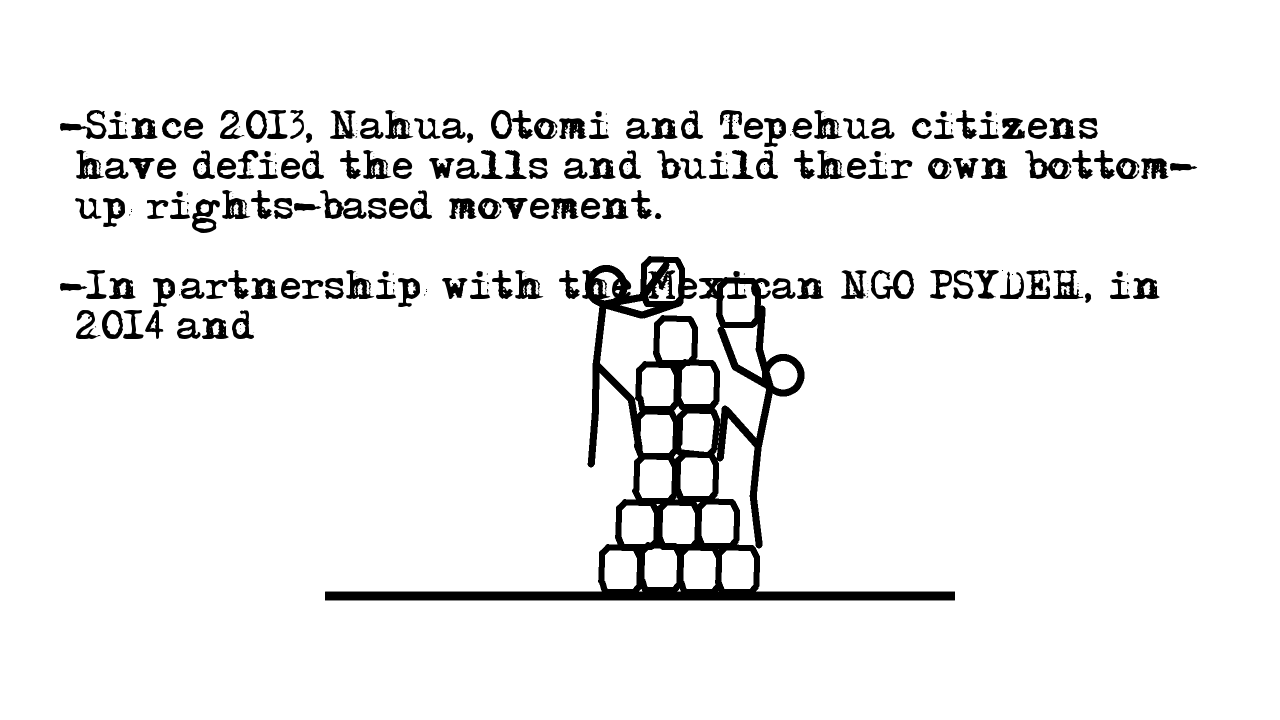 -Since 2013, Nahua, Otomi and Tepehua citizens
have defied the walls and build their own bottom-
up rights-based movement.
-In partnership with the Mexican NGO PSYDEH, in
2014 and